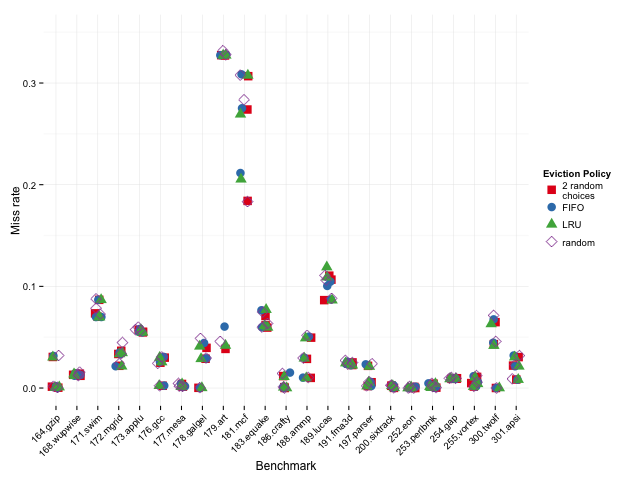 0.3
0.2
0.1
0.0
Miss rate
164.gzip
168.wupwise
171.swim
172.mgrid
173.applu
176.gcc
177.mesa
178.galgel
179.art
181.mcf
183.equake
186.crafty
188.ammp
189.lucas
191.fma3d
197.parser
200.sixtrack
252.eon
253.perlbmk
254.gap
255.vortex
300.twolf
301.apsi
Benchmark
Eviction Policy
2 random
choices
FIFO
LRU
random